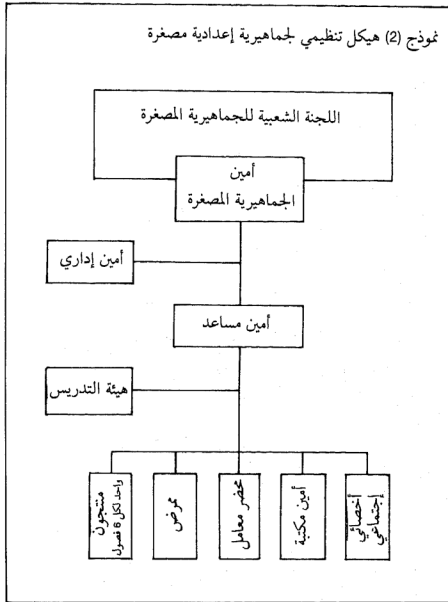 نموذج (2) هيكل تنظيمي لجماهيرية إعدادية مصغرة
اللجنة الشعبية للجماهيرية المصغرة
أمين
الجماهيرية المصغرة
أمين إداري
أمين مساعد
هيئة التدريس
أخصائي
إجتماعي
أمين مكتبة
محضر معامل
ممرض
منتجون
واحد لكل 6 فصول